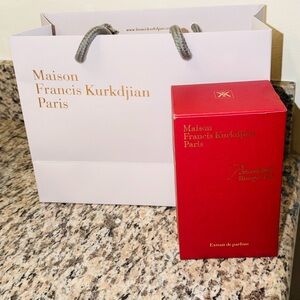 Maison
Francis Kurkdjian
Paris
Maison
Francis Kurkdjian
Paris
Extrait de parfum